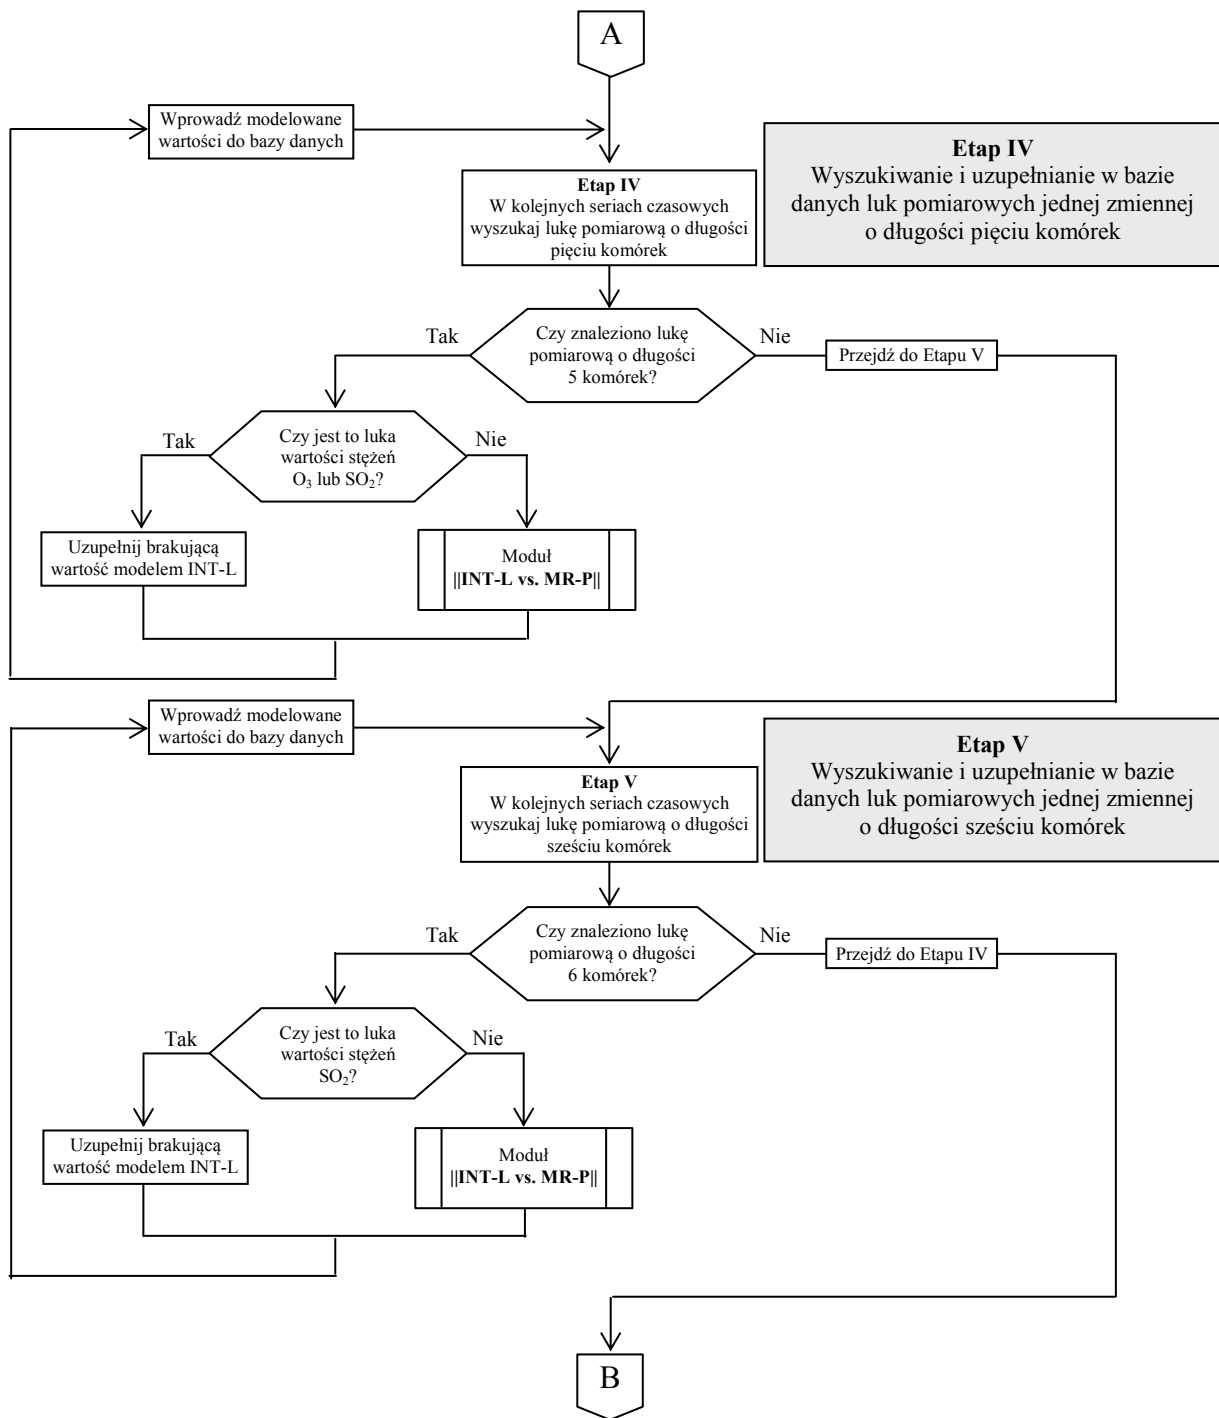 A
Wprowadź modelowane
wartości do bazy danych
Etap IV
Wyszukiwanie i uzupełnianie w bazie
danych luk pomiarowych jednej zmiennej
o długości pięciu komórek
Etap IV
W kolejnych seriach czasowych
wyszukaj lukę pomiarową o długości
pięciu komórek
Tak
Czy znaleziono lukę
pomiarową o długości
5 komórek?
Nie
Przejdź do Etapu V
Tak
Czy jest to luka
wartości stężeń
O₃ lub SO₂?
Nie
Uzupełnij brakującą
wartość modelem INT-L
Moduł
||INT-L vs. MR-P||
Wprowadź modelowane
wartości do bazy danych
Etap V
Wyszukiwanie i uzupełnianie w bazie
danych luk pomiarowych jednej zmiennej
o długości sześciu komórek
Etap V
W kolejnych seriach czasowych
wyszukaj lukę pomiarową o długości
sześciu komórek
Tak
Czy znaleziono lukę
pomiarową o długości
6 komórek?
Nie
Przejdź do Etapu IV
Tak
Czy jest to luka
wartości stężeń
SO₂?
Nie
Uzupełnij brakującą
wartość modelem INT-L
Moduł
||INT-L vs. MR-P||
B